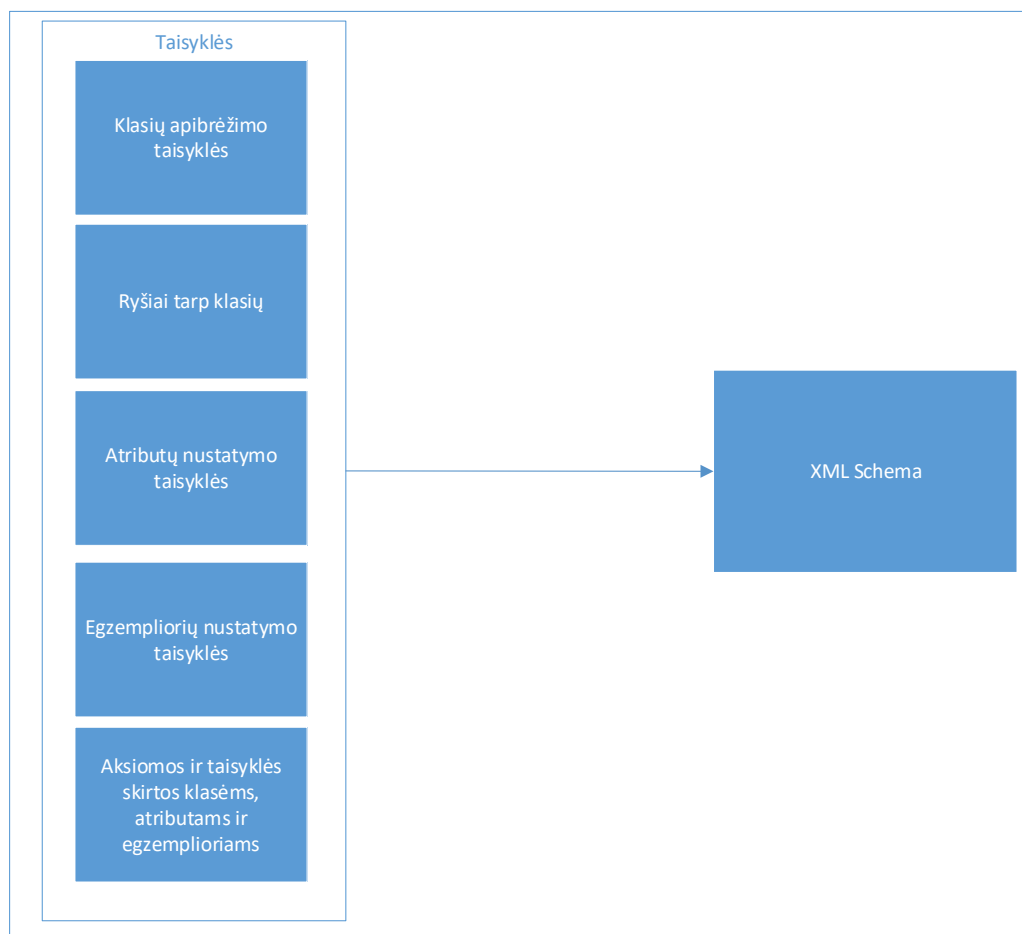 Taisyklės
Klasių apibrėžimo
taisyklės
Ryšiai tarp klasių
Atributų nustatymo
taisyklės
Egzempliorių nustatymo
taisyklės
Aksiomos ir taisyklės
skirtos klasėms,
atributams ir
egzemplioriams
XML Schema